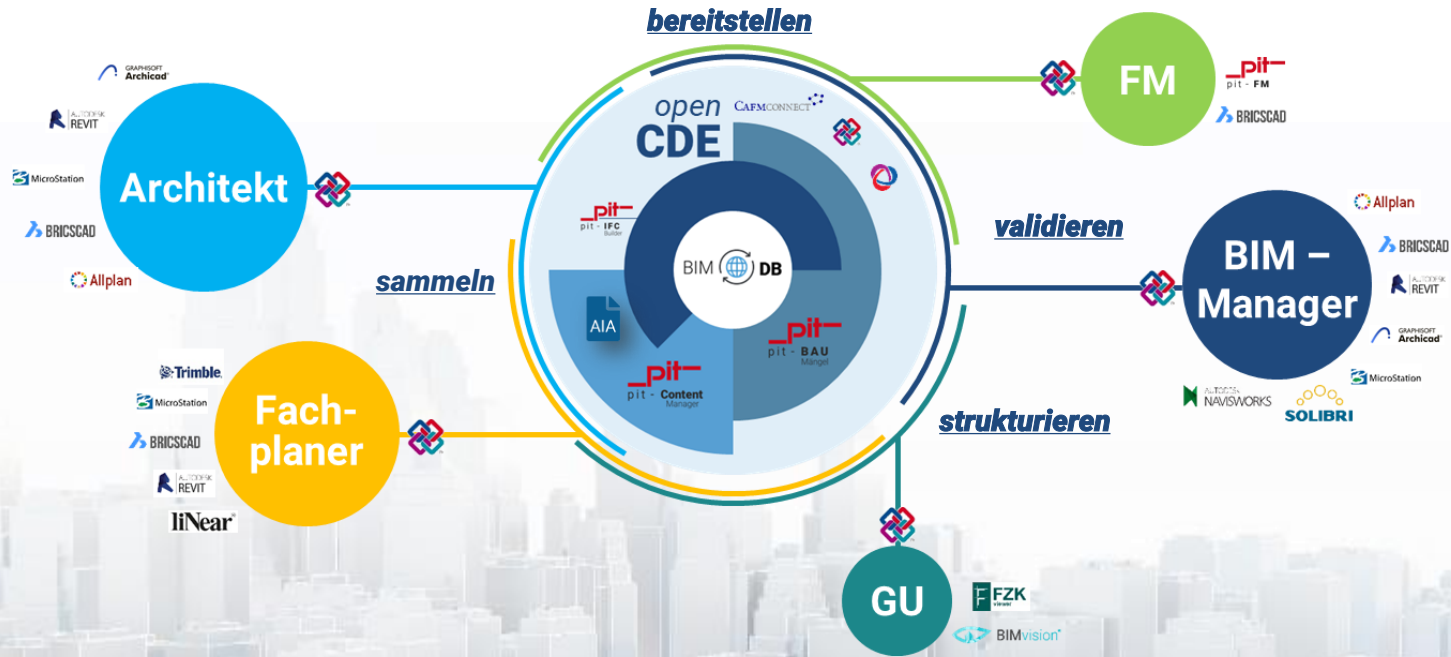 bereitstellen
GRAPHISOFT
Archicad
AUTODESK
REVIT
MicroStation
BRICSCAD
Allplan
Architekt
open
CDE
CAFMCONNECT
pit
pit - FM
BRICSCAD
FM
pit
pit - IFC
Builder
BIM DB
AIA
pit
pit - BAU
Mängel
pit
pit - Content
Manager
sammeln
validieren
strukturieren
Allplan
BRICSCAD
AUTODESK
REVIT
GRAPHISOFT
Archicad
MicroStation
SOLIBRI
AUTODESK
NAVISWORKS
BIM –
Manager
Trimble
MicroStation
BRICSCAD
AUTODESK
REVIT
liNear
Fach-
planer
GU
FZK
viewer
BIMvision